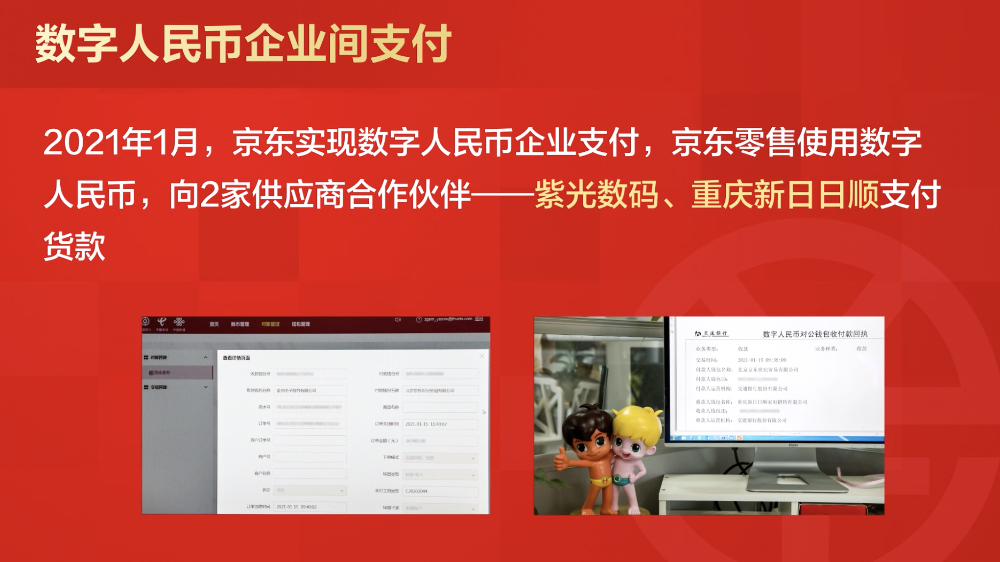 数字人民币企业间支付
2021年1月，京东实现数字人民币企业支付，京东零售使用数字
人民币，向2家供应商合作伙伴——紫光数码、重庆新日日顺支付
货款
中国电信 中国联通
首页 数币管理 对账管理 钱包管理
zgsm_yaoxw@thunis.com 退出
对账管理
资金业务
交易管理
查看详情页面
收款钱包号
付款钱包号
收款钱包名称 紫光电子商务有限公司
付款钱包名称 北京京东世纪贸易有限公司
流水号
商品名称
订单号
订单关闭时间 2021-01-15 11:40:02
商户订单号
订单金额（元）
商户号
下单模式
商户名称
场景类型 转账-转入
状态 成功
支付工具类型 C20202044
订单创建时间 2021-01-15 09:40:02
场景子类
交通银行
BANK OF COMMUNICATIONS
数字人民币对公钱包收付款回执
业务类型： 收款 业务种类： 收款
交易时间： 2021-01-15 09:39:09
付款人钱包名称： 北京京东世纪贸易有限公司
付款人钱包ID：
付款人运营机构： 交通银行股份有限公司
收款人钱包名称： 重庆新日日顺家电销售有限公司
收款人钱包ID：
收款人运营机构： 交通银行股份有限公司
Haier